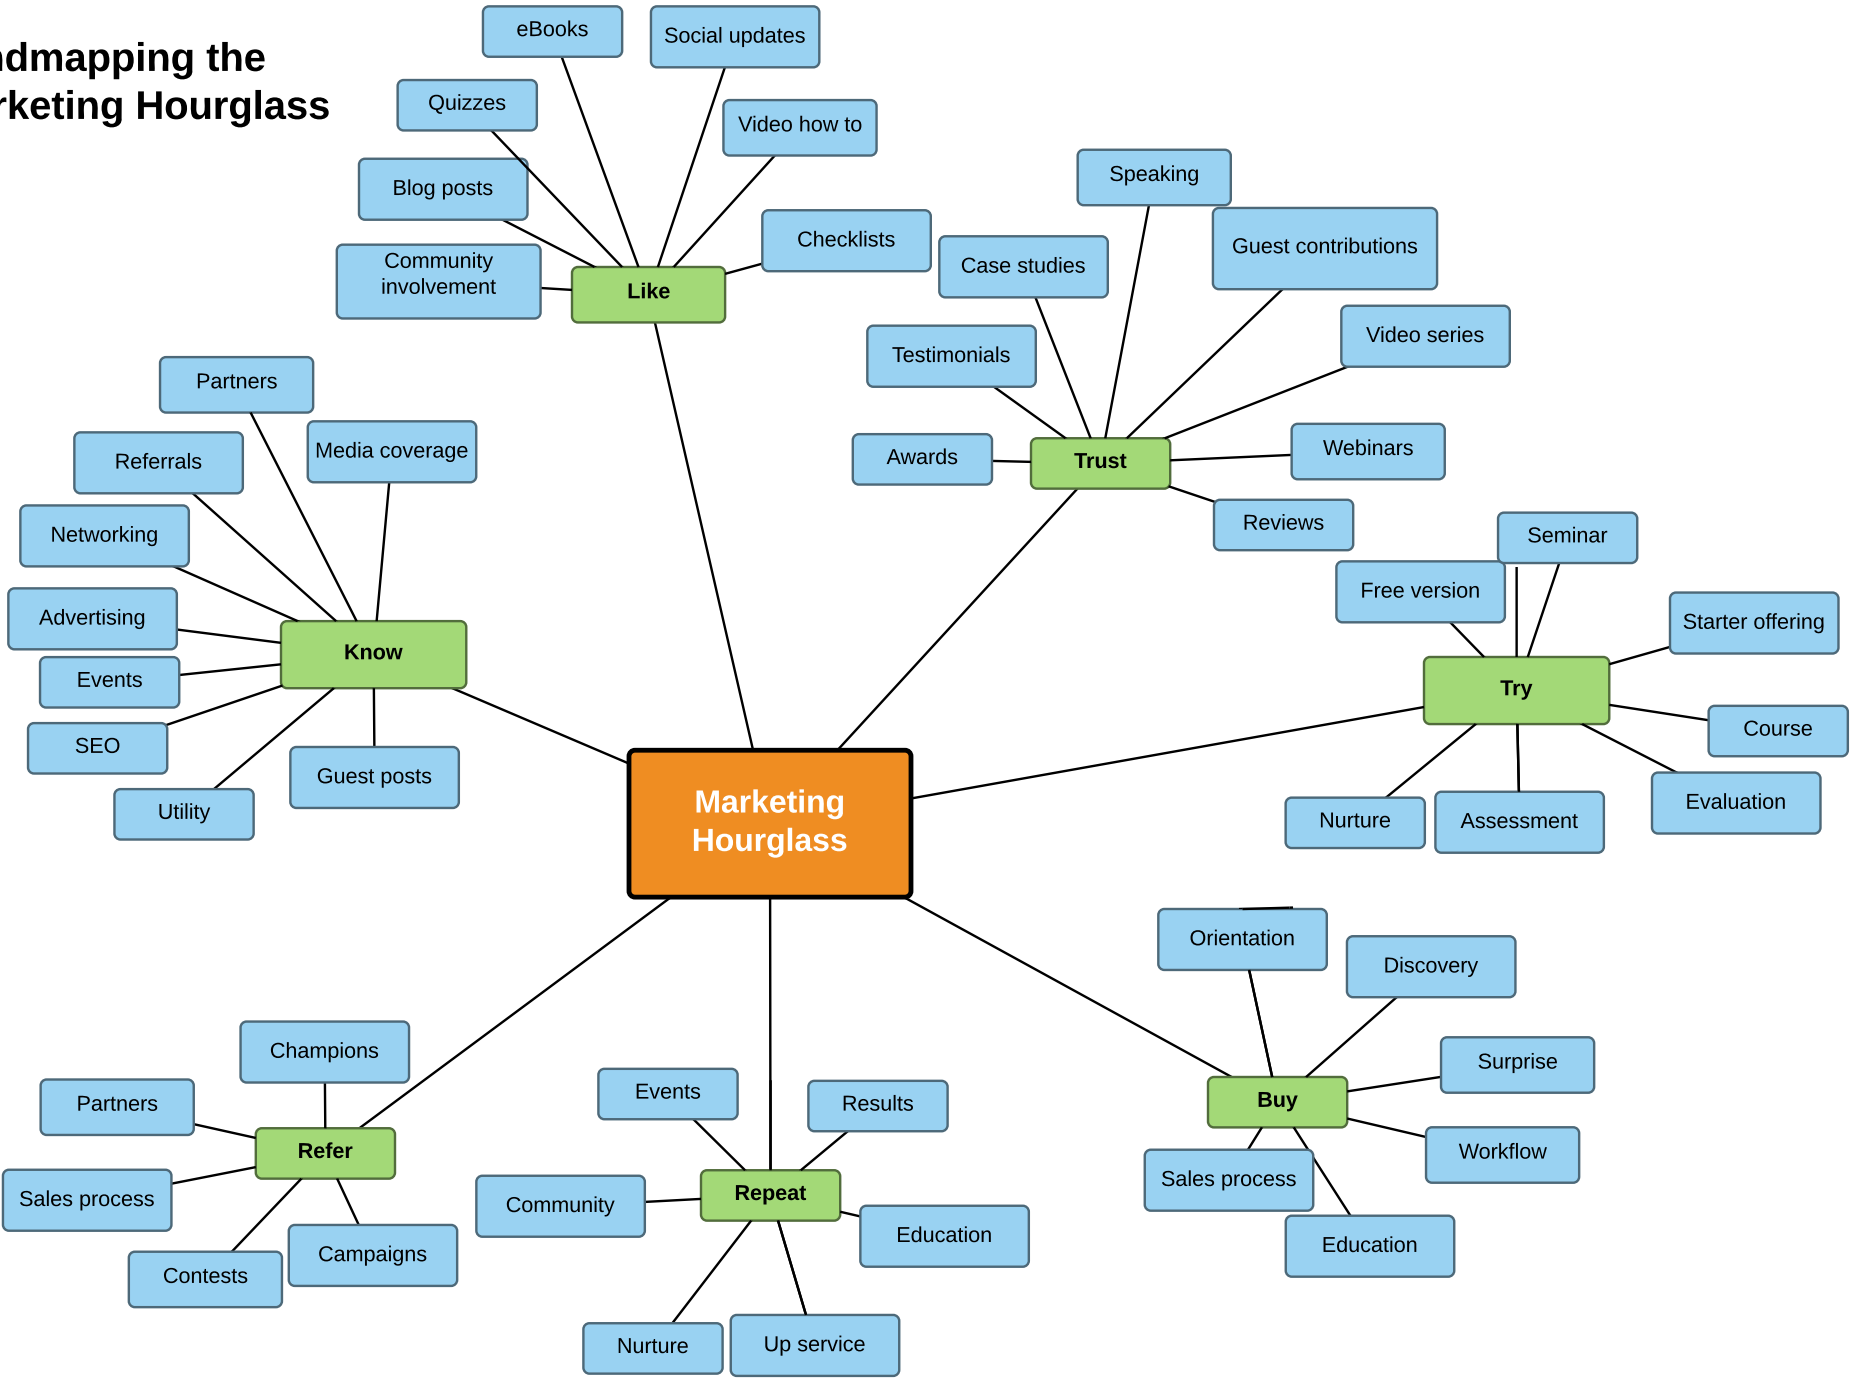 ndmapping the
rketing Hourglass
eBooks
Social updates
Quizzes
Video how to
Blog posts
Checklists
Community
involvement
Like
Speaking
Guest contributions
Case studies
Video series
Testimonials
Awards
Trust
Webinars
Reviews
Partners
Media coverage
Referrals
Networking
Advertising
Know
Events
SEO
Guest posts
Utility
Seminar
Free version
Starter offering
Try
Course
Nurture
Assessment
Evaluation
Marketing
Hourglass
Orientation
Discovery
Surprise
Buy
Workflow
Sales process
Education
Champions
Partners
Refer
Sales process
Contests
Campaigns
Events
Results
Repeat
Community
Education
Nurture
Up service